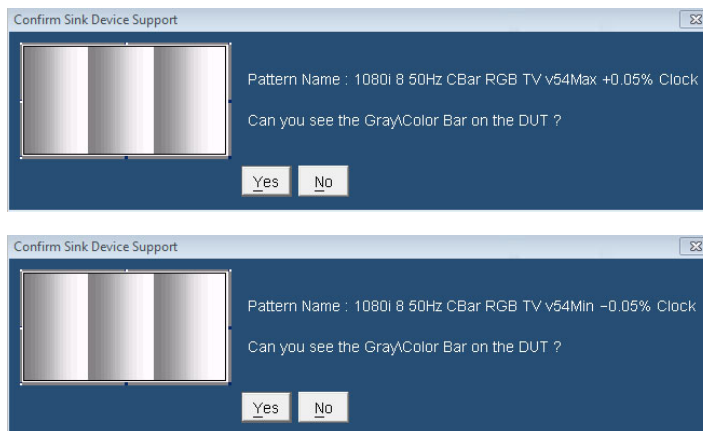 Confirm Sink Device Support
Pattern Name : 1080i 8 50Hz CBar RGB TV v54Max +0.05% Clock
Can you see the Gray\Color Bar on the DUT ?
Yes No
Confirm Sink Device Support
Pattern Name : 1080i 8 50Hz CBar RGB TV v54Min −0.05% Clock
Can you see the Gray\Color Bar on the DUT ?
Yes No